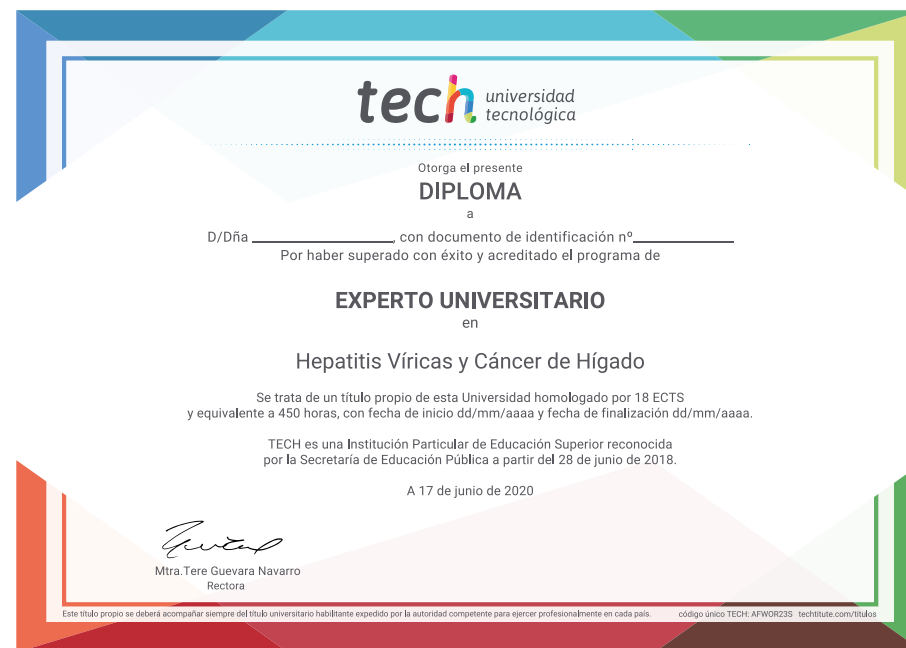 tech universidad
tecnológica
Otorga el presente
DIPLOMA
a
D/Dña ____________________, con documento de identificación nº______________
Por haber superado con éxito y acreditado el programa de
EXPERTO UNIVERSITARIO
en
Hepatitis Víricas y Cáncer de Hígado
Se trata de un título propio de esta Universidad homologado por 18 ECTS
y equivalente a 450 horas, con fecha de inicio dd/mm/aaaa y fecha de finalización dd/mm/aaaa.
TECH es una Institución Particular de Educación Superior reconocida
por la Secretaría de Educación Pública a partir del 28 de junio de 2018.
A 17 de junio de 2020
Mtra.Tere Guevara Navarro
Rectora
Este título propio se deberá acompañar siempre del título universitario habilitante expedido por la autoridad competente para ejercer profesionalmente en cada país. código único TECH: AFWOR23S techtitute.com/titulos